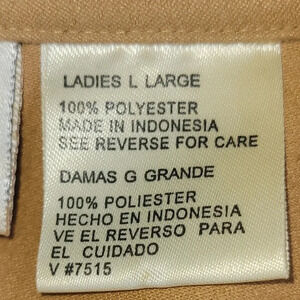 LADIES L LARGE
100% POLYESTER
MADE IN INDONESIA
SEE REVERSE FOR CARE
DAMAS G GRANDE
100% POLIESTER
HECHO EN INDONESIA
VE EL REVERSO PARA
EL CUIDADO
V #7515